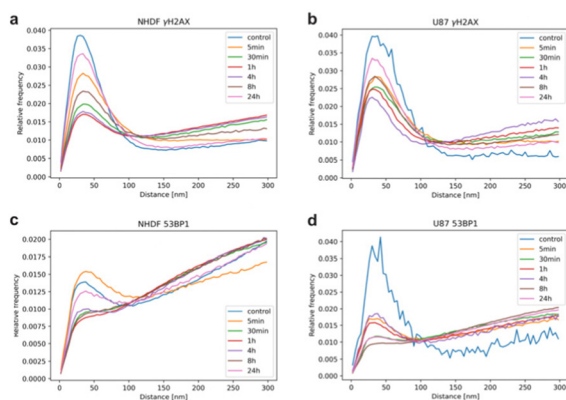 a
NHDF yH2AX
Relative frequency
0.040
0.035
0.030
0.025
0.020
0.015
0.010
0.005
0.000
0 50 100 150 200 250 300
Distance [nm]
control
5min
30min
1h
4h
8h
24h
b
U87 yH2AX
Relative frequency
0.040
0.035
0.030
0.025
0.020
0.015
0.010
0.005
0.000
0 50 100 150 200 250 300
Distance [nm]
control
5min
30min
1h
4h
8h
24h
c
NHDF 53BP1
Relative frequency
0.0200
0.0175
0.0150
0.0125
0.0100
0.0075
0.0050
0.0025
0.0000
0 50 100 150 200 250 300
Distance [nm]
control
5min
30min
1h
4h
8h
24h
d
U87 53BP1
Relative frequency
0.040
0.035
0.030
0.025
0.020
0.015
0.010
0.005
0.000
0 50 100 150 200 250 300
Distance [nm]
control
5min
30min
1h
4h
8h
24h